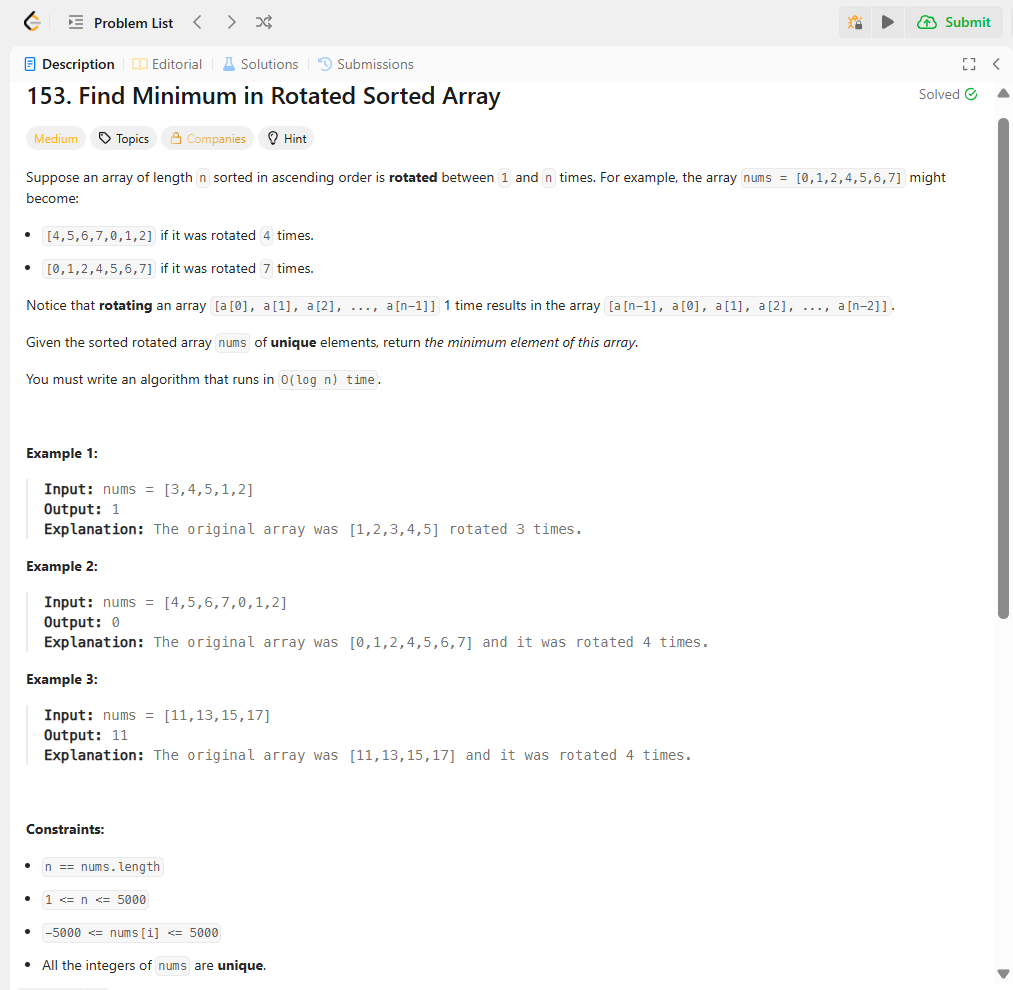 Problem List
Submit
Description
Editorial
Solutions
Submissions
153. Find Minimum in Rotated Sorted Array
Solved
Medium
Topics
Companies
Hint
Suppose an array of length n sorted in ascending order is rotated between 1 and n times. For example, the array nums = [0,1,2,4,5,6,7] might
become:
[4,5,6,7,0,1,2] if it was rotated 4 times.
[0,1,2,4,5,6,7] if it was rotated 7 times.
Notice that rotating an array [a[0], a[1], a[2], ..., a[n-1]] 1 time results in the array [a[n-1], a[0], a[1], a[2], ..., a[n-2]].
Given the sorted rotated array nums of unique elements, return the minimum element of this array.
You must write an algorithm that runs in O(log n) time.
Example 1:
Input: nums = [3,4,5,1,2]
Output: 1
Explanation: The original array was [1,2,3,4,5] rotated 3 times.
Example 2:
Input: nums = [4,5,6,7,0,1,2]
Output: 0
Explanation: The original array was [0,1,2,4,5,6,7] and it was rotated 4 times.
Example 3:
Input: nums = [11,13,15,17]
Output: 11
Explanation: The original array was [11,13,15,17] and it was rotated 4 times.
Constraints:
n == nums.length
1 <= n <= 5000
-5000 <= nums[i] <= 5000
All the integers of nums are unique.